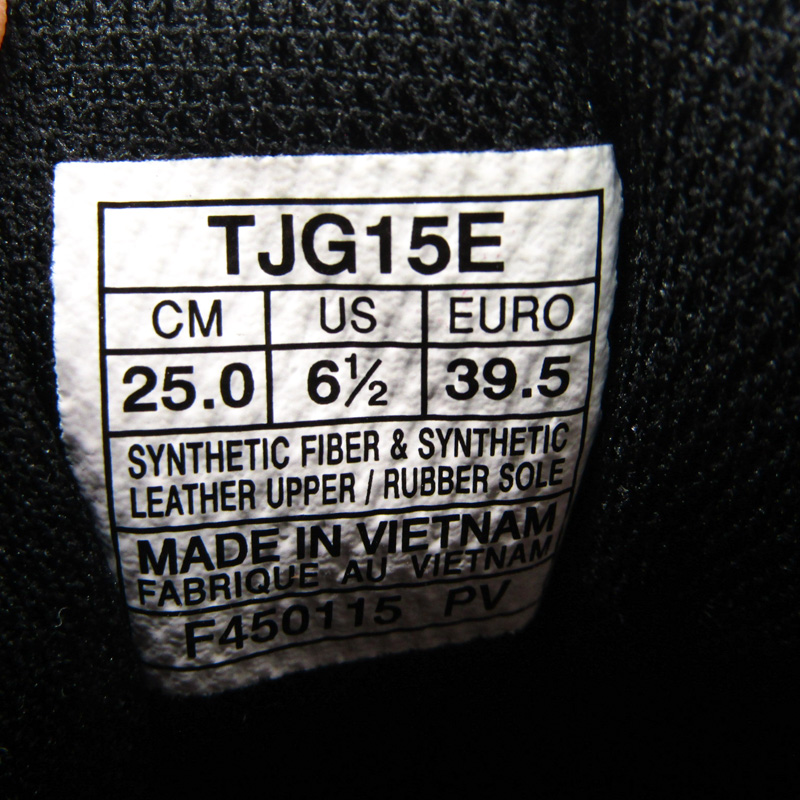 TJG15E
CM US EURO
25.0 6½ 39.5
SYNTHETIC FIBER & SYNTHETIC
LEATHER UPPER / RUBBER SOLE
MADE IN VIETNAM
FABRIQUE AU VIETNAM
F450115 PV